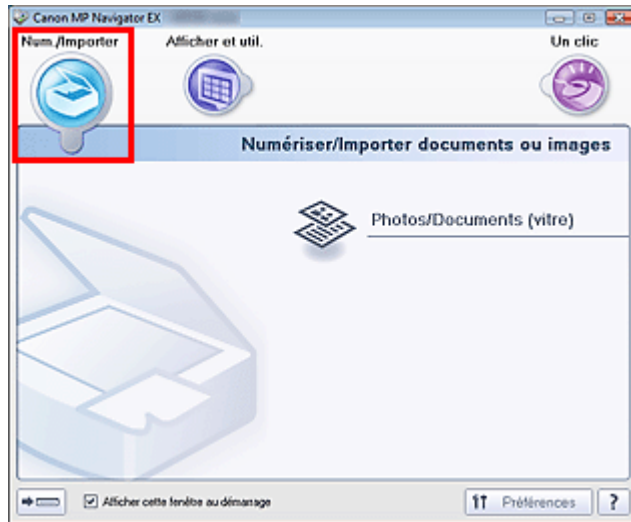 Canon MP Navigator EX
Num./Importer
Afficher et util.
Un clic
Numériser/Importer documents ou images
Photos/Documents (vitre)
Afficher cette fenêtre au démarrage
Préférences
?